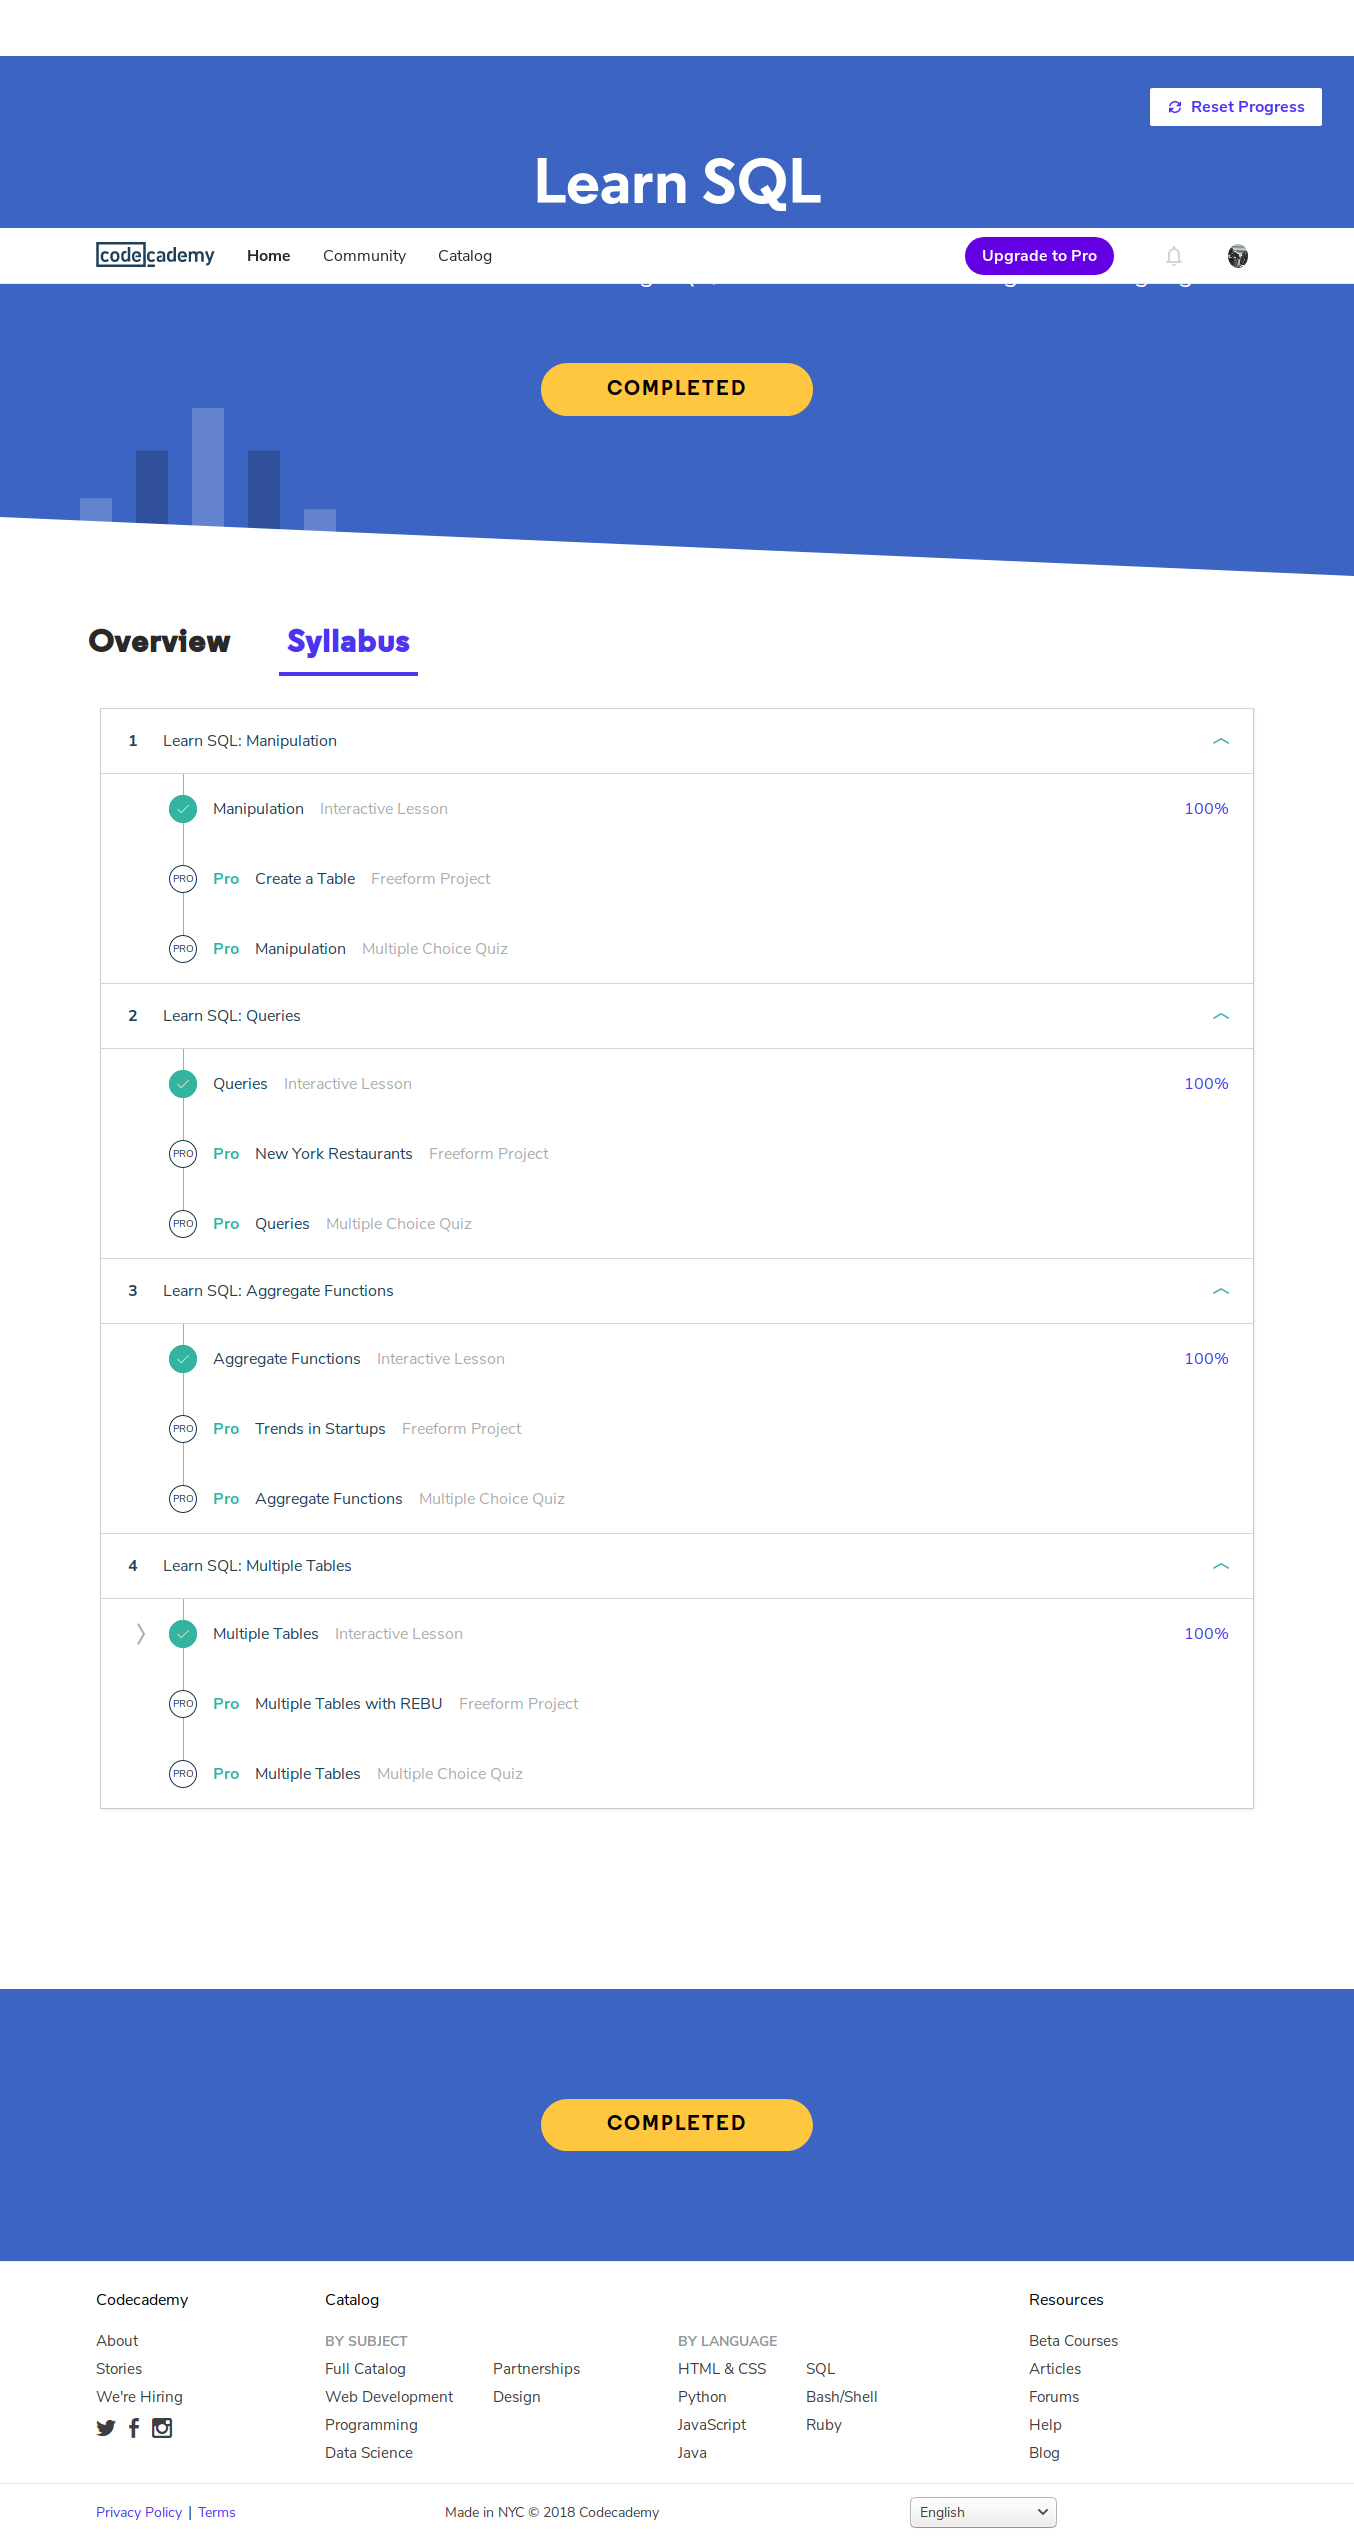 Reset Progress
Learn SQL
codecademy Home Community Catalog Upgrade to Pro
COMPLETED
Overview Syllabus
1 Learn SQL: Manipulation
Manipulation Interactive Lesson 100%
PRO Pro Create a Table Freeform Project
PRO Pro Manipulation Multiple Choice Quiz
2 Learn SQL: Queries
Queries Interactive Lesson 100%
PRO Pro New York Restaurants Freeform Project
PRO Pro Queries Multiple Choice Quiz
3 Learn SQL: Aggregate Functions
Aggregate Functions Interactive Lesson 100%
PRO Pro Trends in Startups Freeform Project
PRO Pro Aggregate Functions Multiple Choice Quiz
4 Learn SQL: Multiple Tables
Multiple Tables Interactive Lesson 100%
PRO Pro Multiple Tables with REBU Freeform Project
PRO Pro Multiple Tables Multiple Choice Quiz
COMPLETED
Codecademy Catalog Resources
About BY SUBJECT BY LANGUAGE Beta Courses
Stories Full Catalog Partnerships HTML & CSS SQL Articles
We're Hiring Web Development Design Python Bash/Shell Forums
Programming JavaScript Ruby Help
Data Science Java Blog
Privacy Policy | Terms Made in NYC © 2018 Codecademy English